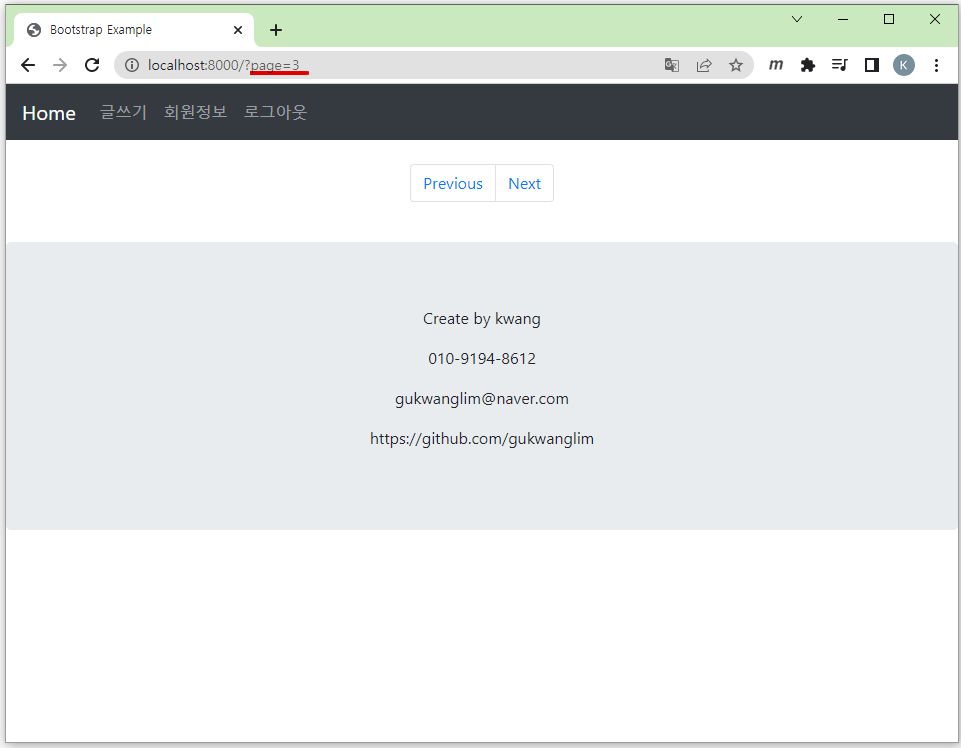 Bootstrap Example
localhost:8000/?page=3
m
K
Home 글쓰기 회원정보 로그아웃
Previous Next
Create by kwang
010-9194-8612
gukwanglim@naver.com
https://github.com/gukwanglim